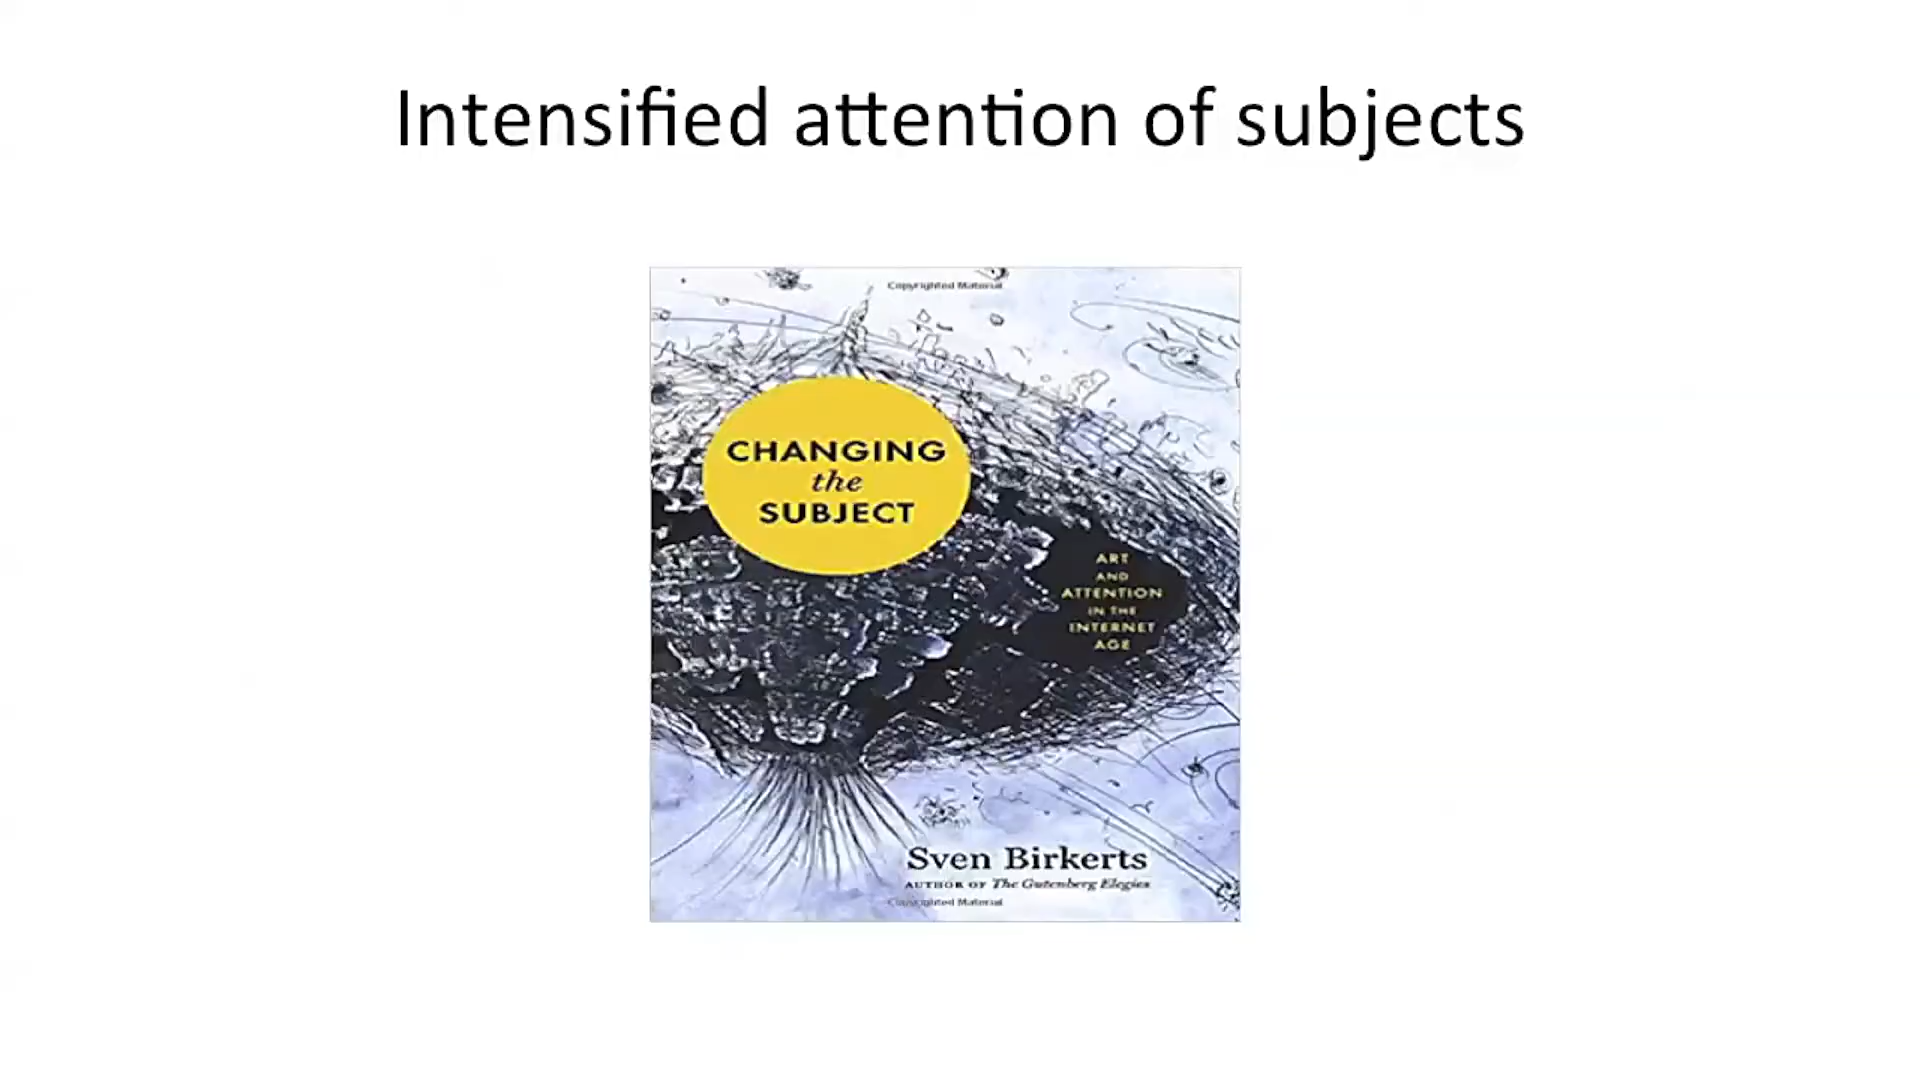 Intensified attention of subjects
Copyrighted Material
CHANGING
the
SUBJECT
ART
AND
ATTENTION
IN THE
INTERNET
AGE
Sven Birkerts
AUTHOR OF The Gutenberg Elegies
Copyrighted Material